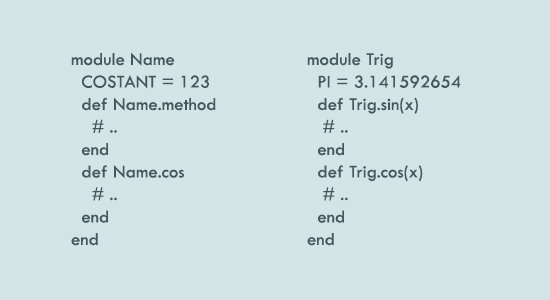 module Name
COSTANT = 123
def Name.method
# ..
end
def Name.cos
# ..
end
end
module Trig
PI = 3.141592654
def Trig.sin(x)
# ..
end
def Trig.cos(x)
# ..
end
end